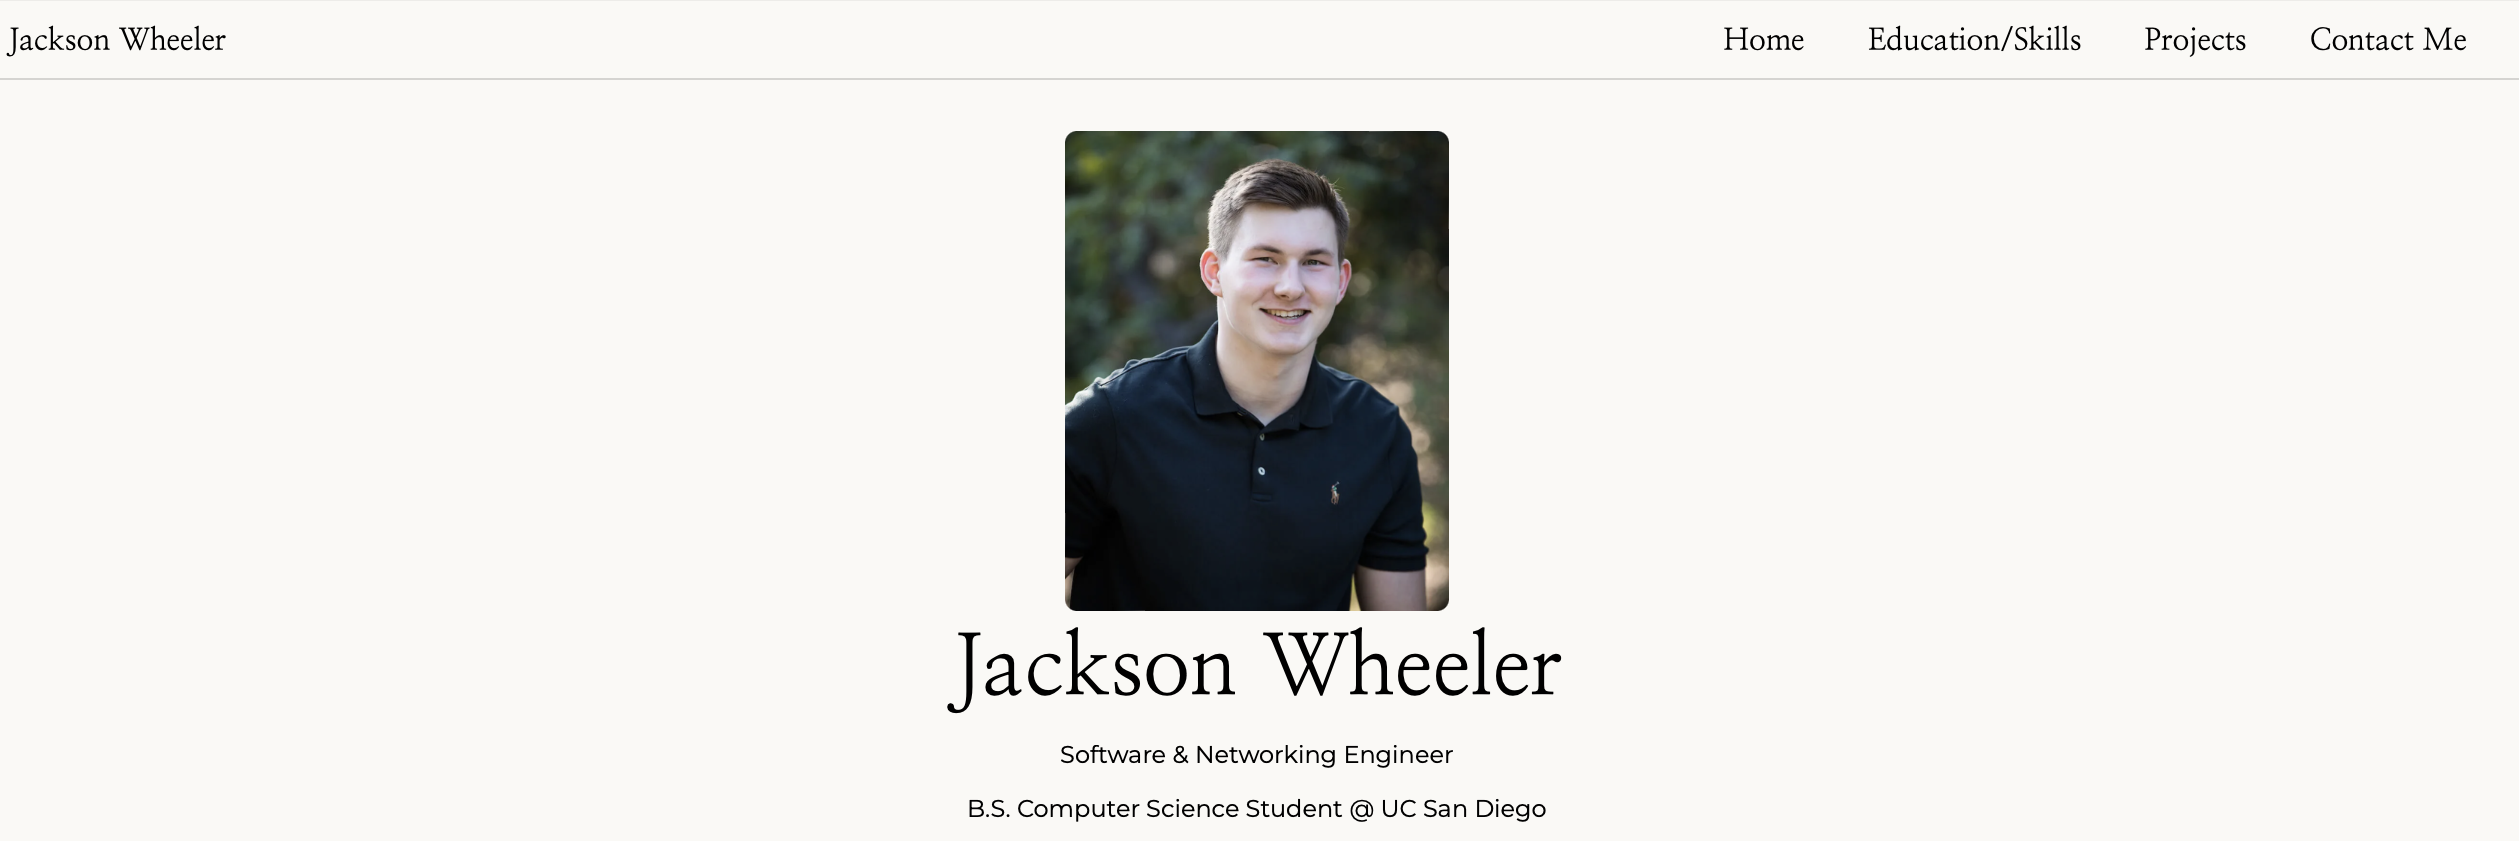 Jackson Wheeler
Home Education/Skills Projects Contact Me
Jackson Wheeler
Software & Networking Engineer
B.S. Computer Science Student @ UC San Diego